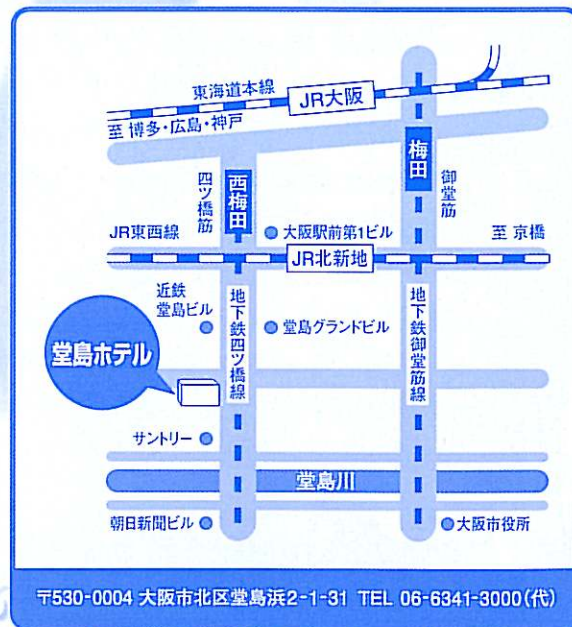 東海道本線
JR大阪
至 博多・広島・神戸
四ツ橋筋
西梅田
梅田
御堂筋
JR東西線
大阪駅前第1ビル
至 京橋
JR北新地
近鉄
堂島ビル
地下鉄四ツ橋線
堂島グランドビル
地下鉄御堂筋線
堂島ホテル
サントリー
堂島川
朝日新聞ビル
大阪市役所
〒530-0004 大阪市北区堂島浜2-1-31 TEL 06-6341-3000(代)